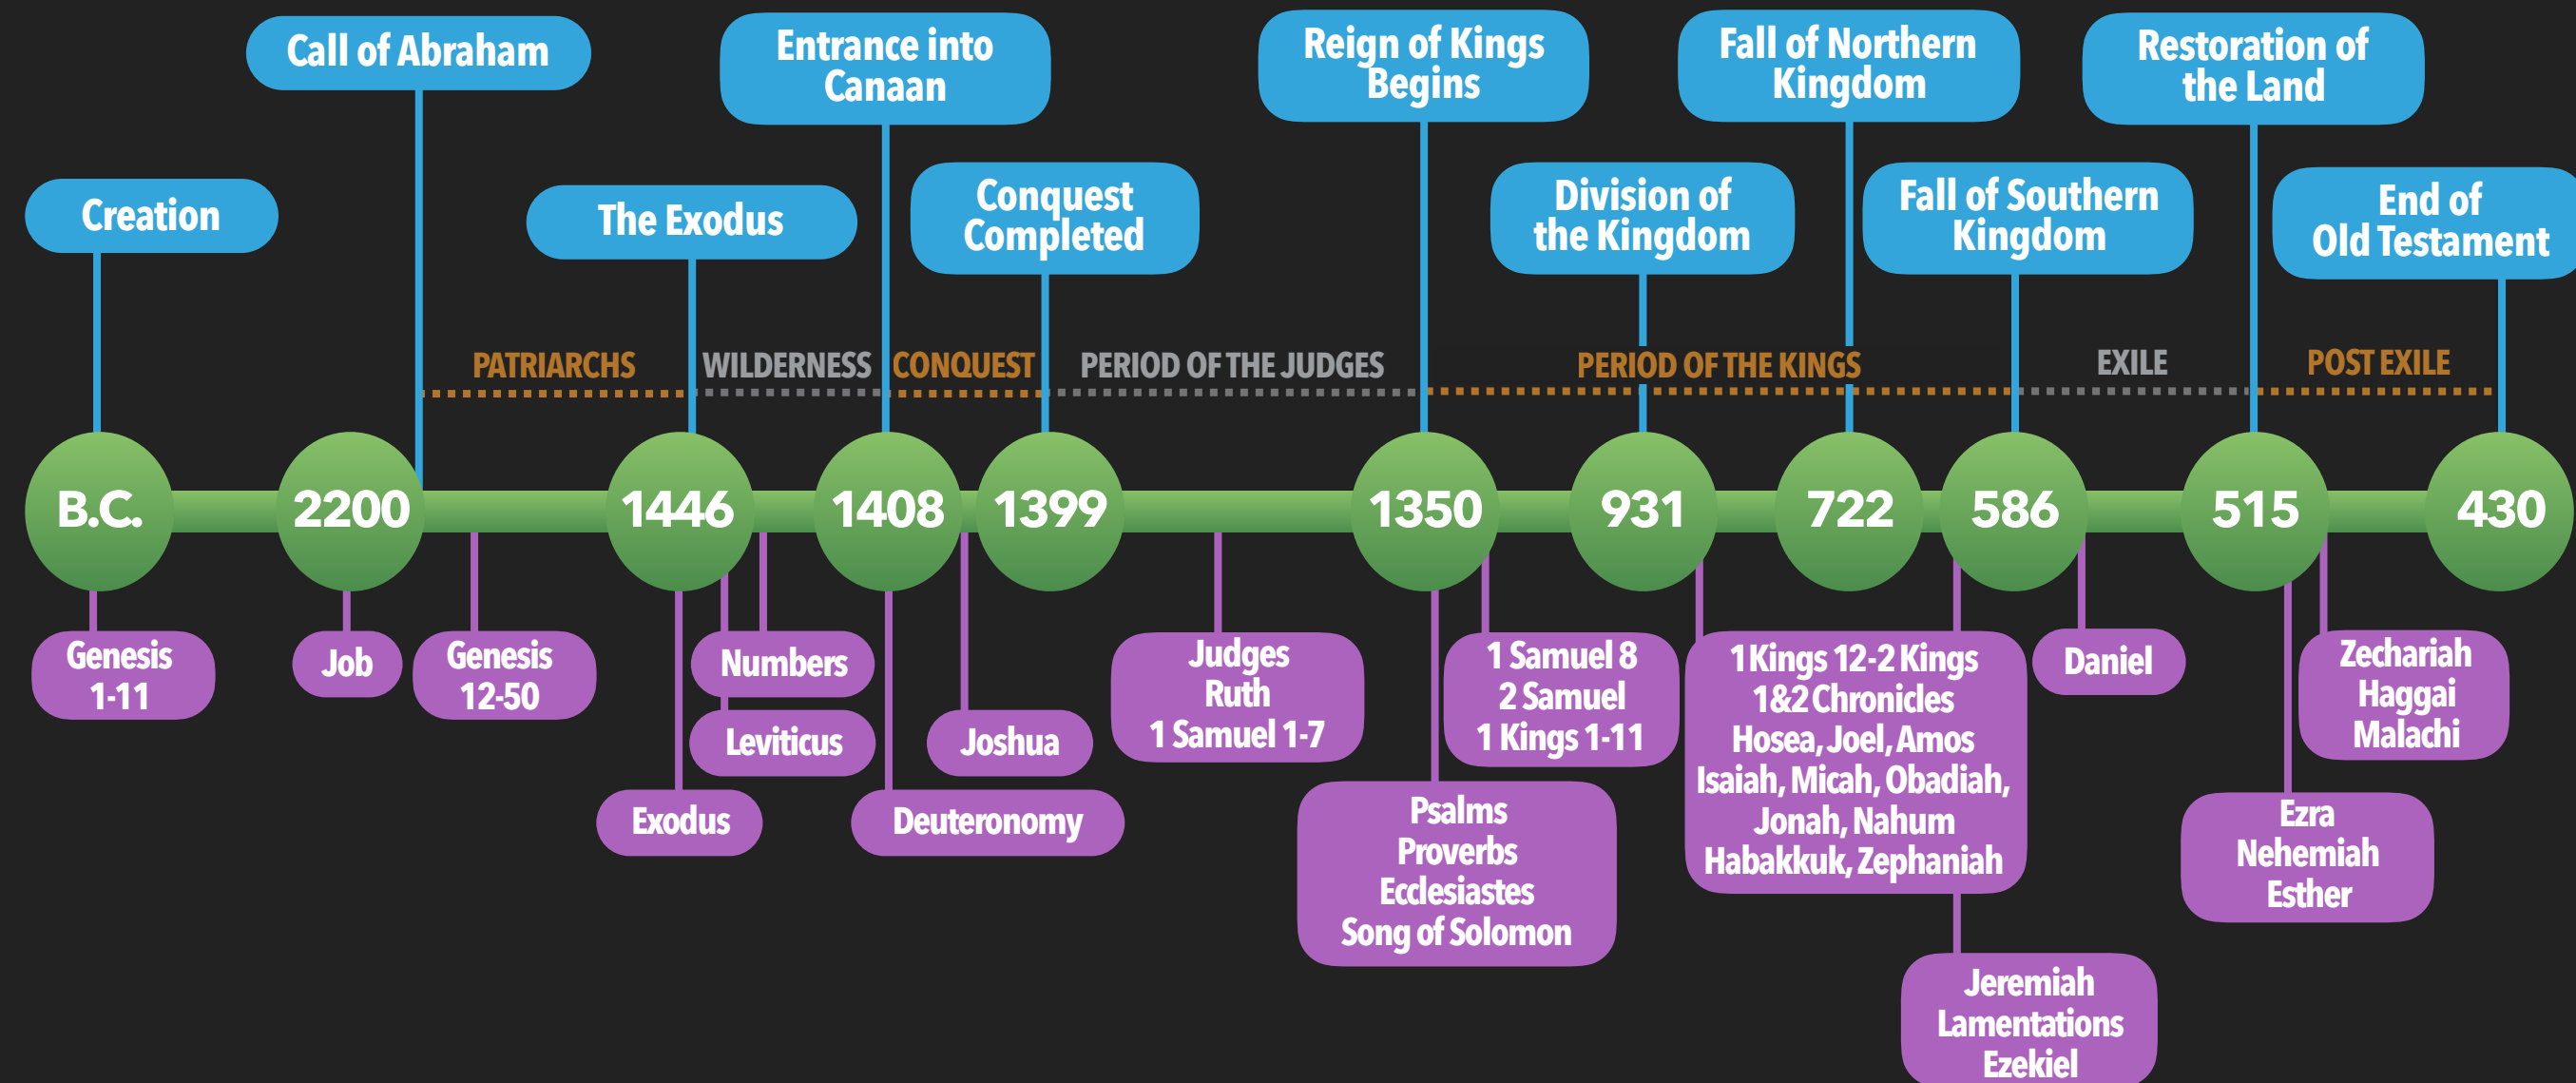 Call of Abraham
Entrance into
Canaan
Reign of Kings
Begins
Fall of Northern
Kingdom
Restoration of
the Land
Creation
The Exodus
Conquest
Completed
Division of
the Kingdom
Fall of Southern
Kingdom
End of
Old Testament
PATRIARCHS
WILDERNESS
CONQUEST
PERIOD OF THE JUDGES
PERIOD OF THE KINGS
EXILE
POST EXILE
B.C.
2200
1446
1408
1399
1350
931
722
586
515
430
Genesis
1-11
Job
Genesis
12-50
Numbers
Leviticus
Exodus
Joshua
Deuteronomy
Judges
Ruth
1 Samuel 1-7
1 Samuel 8
2 Samuel
1 Kings 1-11
Psalms
Proverbs
Ecclesiastes
Song of Solomon
1 Kings 12-2 Kings
1&2 Chronicles
Hosea, Joel, Amos
Isaiah, Micah, Obadiah,
Jonah, Nahum
Habakkuk, Zephaniah
Jeremiah
Lamentations
Ezekiel
Daniel
Zechariah
Haggai
Malachi
Ezra
Nehemiah
Esther